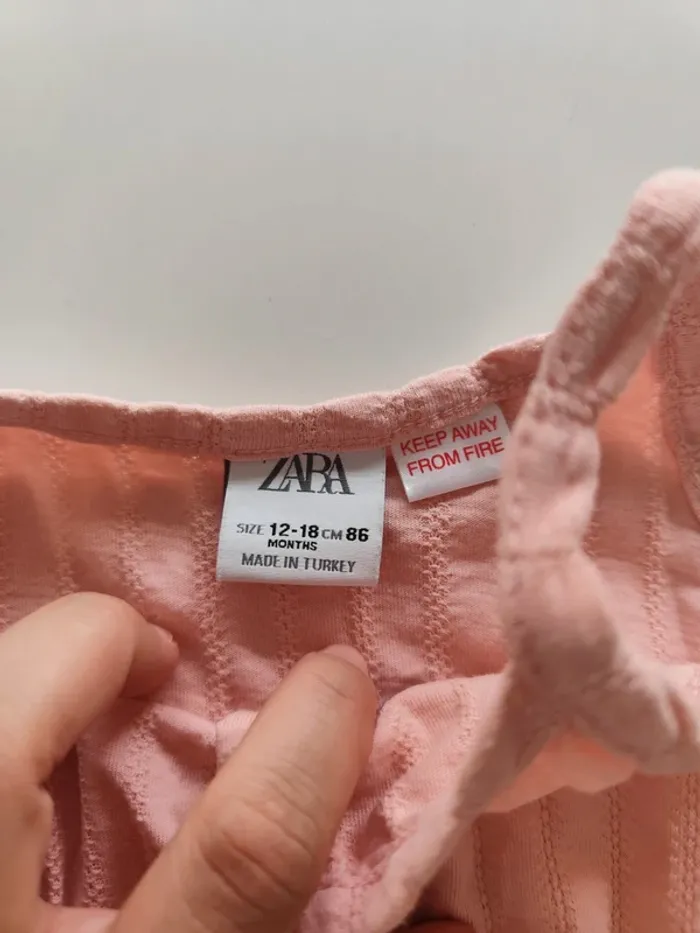 ZARA
SIZE 12-18 CM 86
MONTHS
MADE IN TURKEY
KEEP AWAY
FROM FIRE